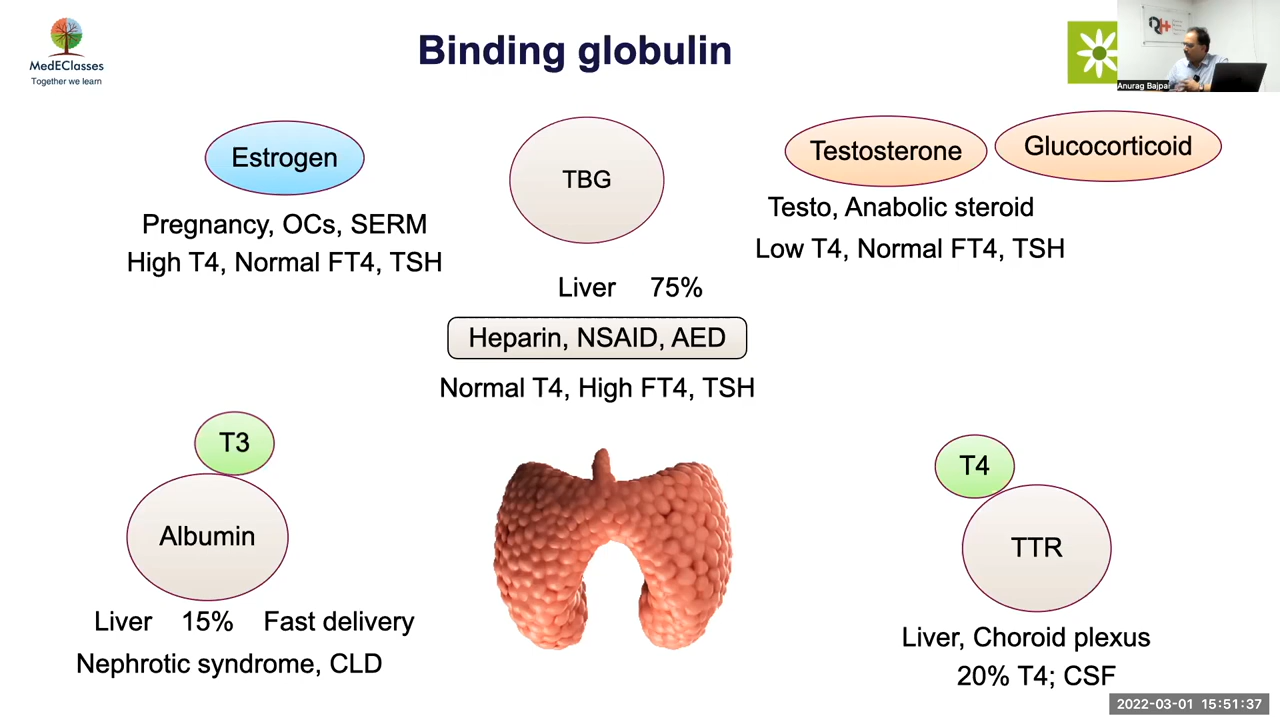 MedEClasses
Together we learn
Binding globulin
Anurag Bajpai
Estrogen
TBG
Testosterone
Glucocorticoid
Pregnancy, OCs, SERM
High T4, Normal FT4, TSH
Testo, Anabolic steroid
Low T4, Normal FT4, TSH
Liver 75%
Heparin, NSAID, AED
Normal T4, High FT4, TSH
T3
Albumin
Liver 15% Fast delivery
Nephrotic syndrome, CLD
T4
TTR
Liver, Choroid plexus
20% T4; CSF
2022-03-01 15:51:37